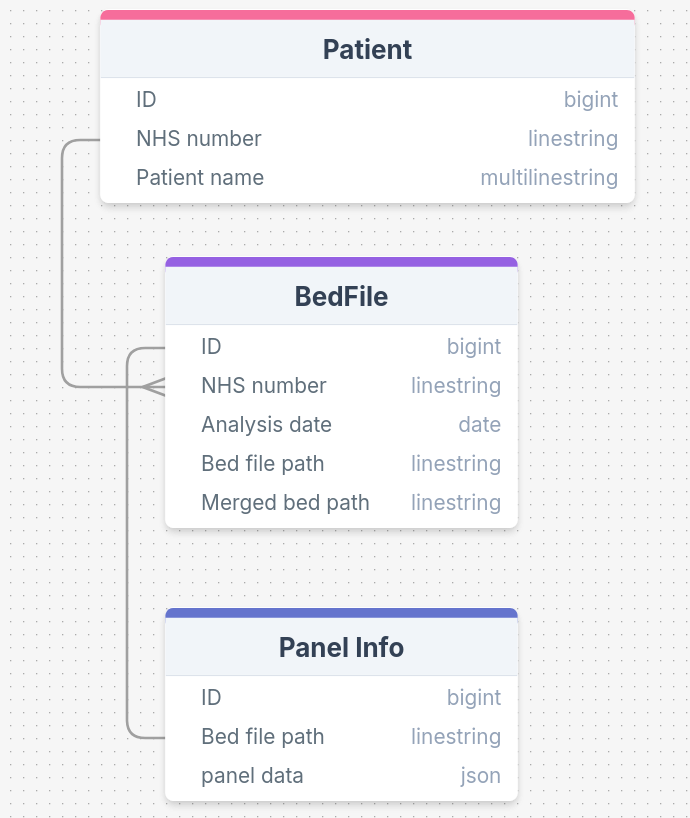 Patient
ID bigint
NHS number linestring
Patient name multilinestring
BedFile
ID bigint
NHS number linestring
Analysis date date
Bed file path linestring
Merged bed path linestring
Panel Info
ID bigint
Bed file path linestring
panel data json